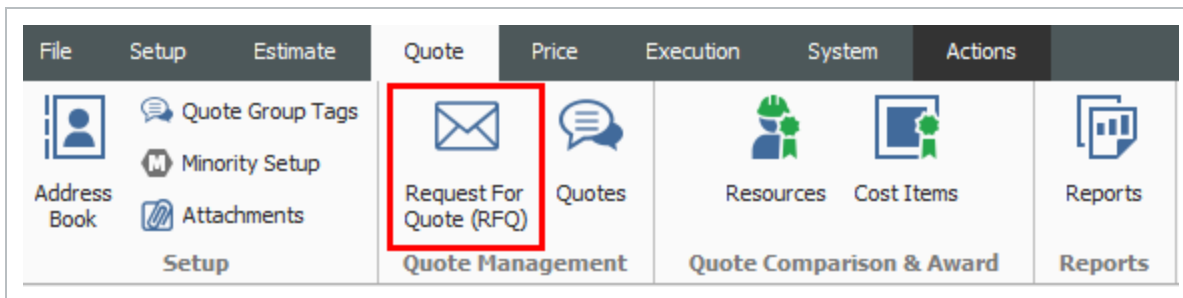 File Setup Estimate Quote Price Execution System Actions
Address Book
Quote Group Tags
M Minority Setup
Attachments
Setup
Request For
Quote (RFQ)
Quotes
Quote Management
Resources
Cost Items
Quote Comparison & Award
Reports
Reports